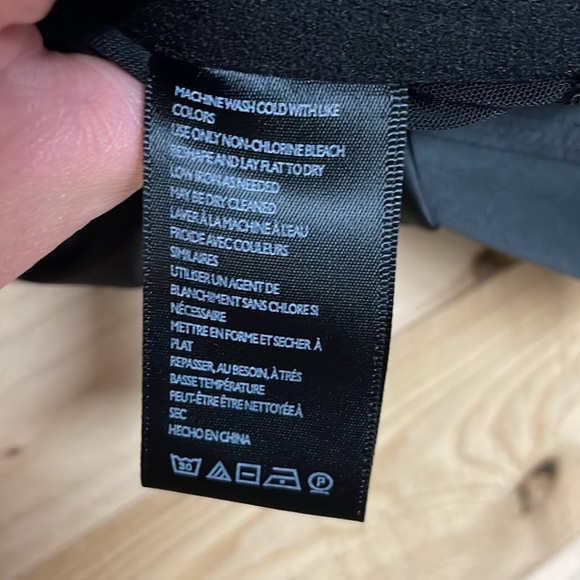 MACHINE WASH COLD WITH LIKE
COLORS
USE ONLY NON-CHLORINE BLEACH
RESHAPE AND LAY FLAT TO DRY
LOW IRON AS NEEDED
MAY BE DRY CLEANED
LAVER À LA MACHINE À L'EAU
FROIDE AVEC COULEURS
SIMILAIRES
UTILISER UN AGENT DE
BLANCHIMENT SANS CHLORE SI
NÉCESSAIRE
METTRE EN FORME ET SECHER À
PLAT
REPASSER, AU BESOIN, À TRÉS
BASSE TEMPÉRATURE
PEUT-ÊTRE ÊTRE NETTOYÉE À
SEC
HECHO EN CHINA
30 P